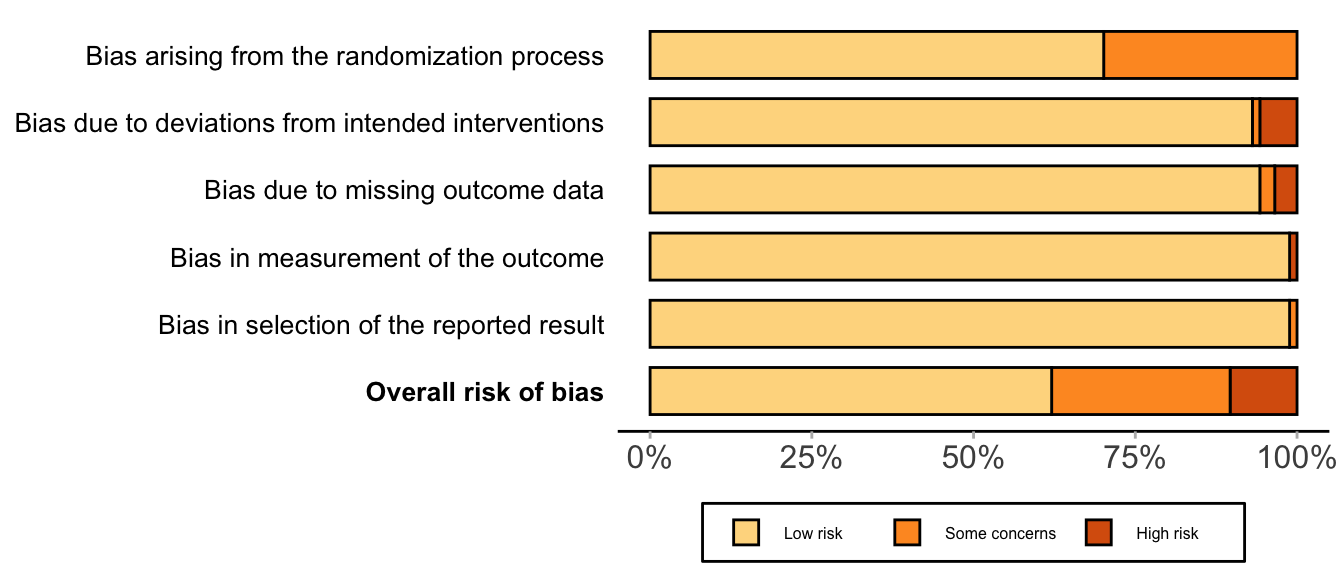 Bias arising from the randomization process
Bias due to deviations from intended interventions
Bias due to missing outcome data
Bias in measurement of the outcome
Bias in selection of the reported result
Overall risk of bias
0% 25% 50% 75% 100%
Low risk Some concerns High risk